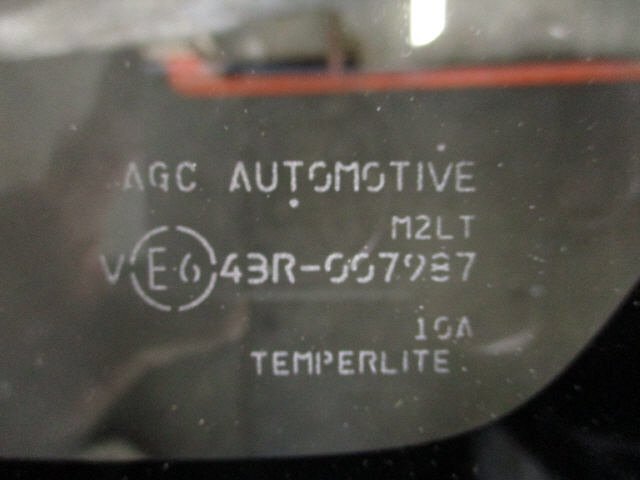 AGC AUTOMOTIVE
M2LT
V E6 43R-007987
10A
TEMPERLITE